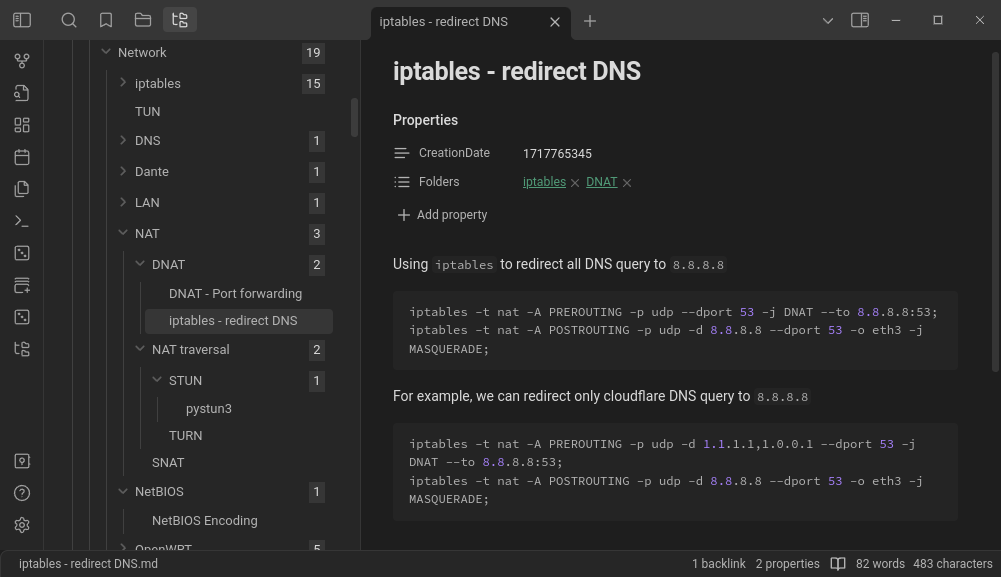 iptables - redirect DNS
Network 19
iptables 15
TUN
DNS 1
Dante 1
LAN 1
NAT 3
DNAT 2
DNAT - Port forwarding
iptables - redirect DNS
NAT traversal 2
STUN 1
pystun3
TURN
SNAT
NetBIOS 1
NetBIOS Encoding
OpenWRT 5
iptables - redirect DNS
Properties
CreationDate 1717765345
Folders iptables DNAT
Add property
Using iptables to redirect all DNS query to 8.8.8.8
iptables -t nat -A PREROUTING -p udp --dport 53 -j DNAT --to 8.8.8.8:53;
iptables -t nat -A POSTROUTING -p udp -d 8.8.8.8 --dport 53 -o eth3 -j
MASQUERADE;
For example, we can redirect only cloudflare DNS query to 8.8.8.8
iptables -t nat -A PREROUTING -p udp -d 1.1.1.1,1.0.0.1 --dport 53 -j
DNAT --to 8.8.8.8:53;
iptables -t nat -A POSTROUTING -p udp -d 8.8.8.8 --dport 53 -o eth3 -j
MASQUERADE;
iptables - redirect DNS.md
1 backlink 2 properties 82 words 483 characters